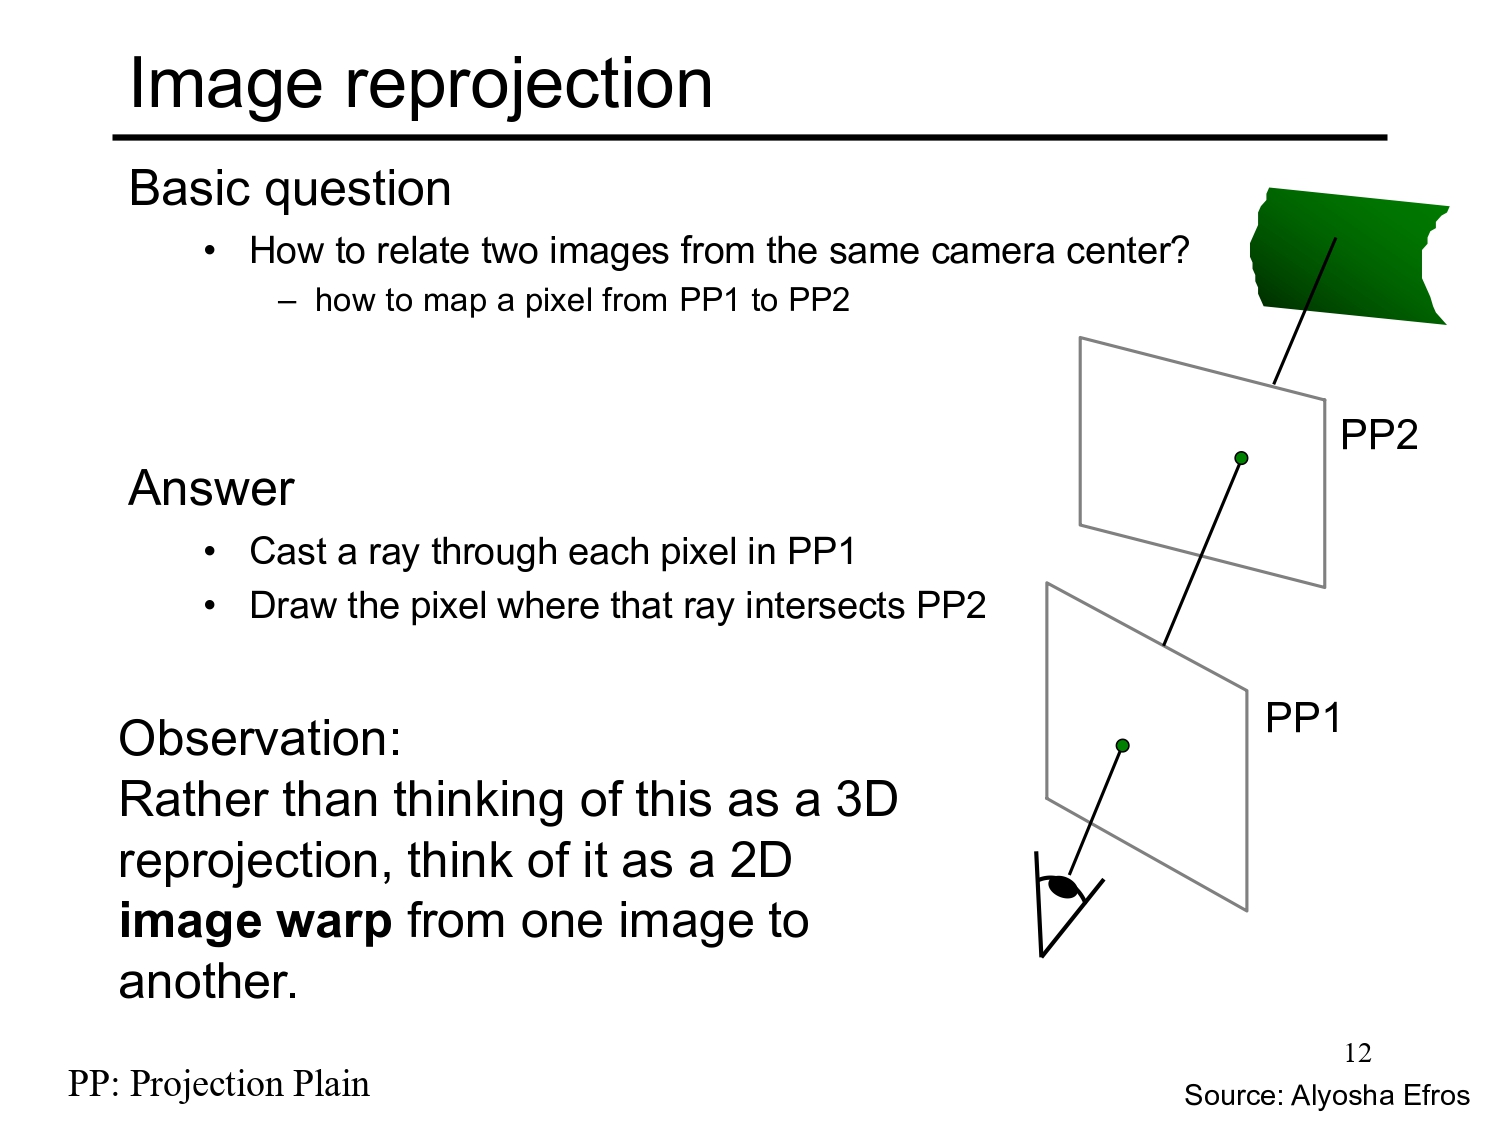 Image reprojection
Basic question
• How to relate two images from the same camera center?
– how to map a pixel from PP1 to PP2
PP2
Answer
• Cast a ray through each pixel in PP1
• Draw the pixel where that ray intersects PP2
PP1
Observation:
Rather than thinking of this as a 3D
reprojection, think of it as a 2D
image warp from one image to
another.
12
PP: Projection Plain
Source: Alyosha Efros